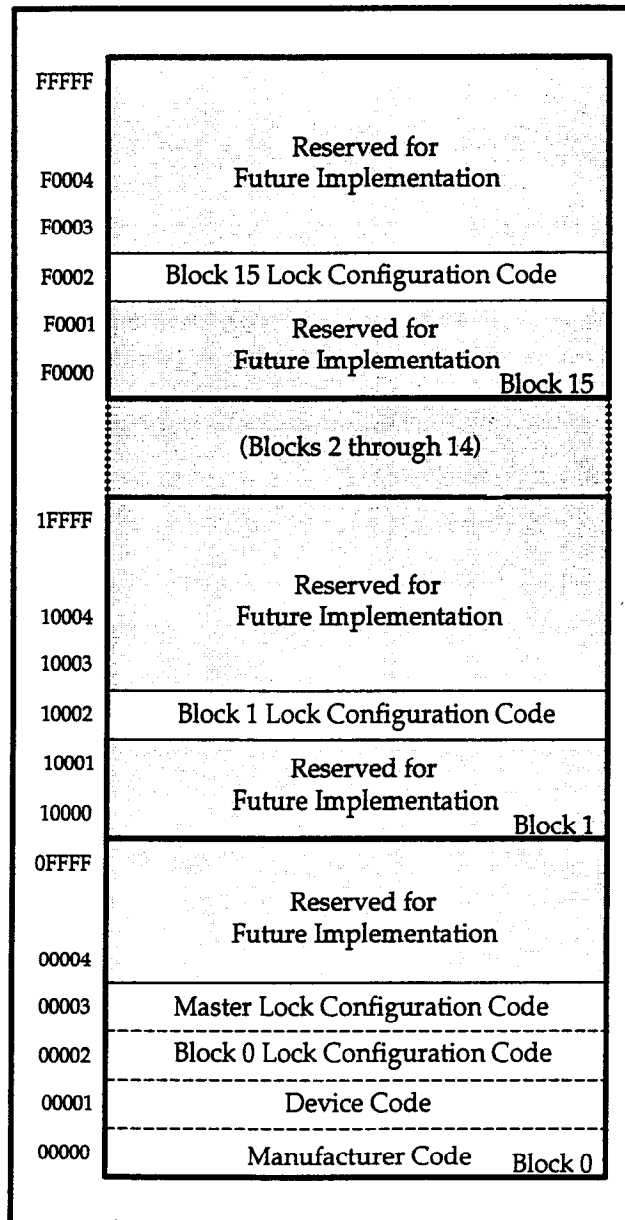 FFFFF
Reserved for
Future Implementation
F0004
F0003
F0002
Block 15 Lock Configuration Code
F0001
Reserved for
Future Implementation
F0000
Block 15
(Blocks 2 through 14)
1FFFF
Reserved for
Future Implementation
10004
10003
10002
Block 1 Lock Configuration Code
10001
Reserved for
Future Implementation
10000
Block 1
0FFFF
Reserved for
Future Implementation
00004
00003
Master Lock Configuration Code
00002
Block 0 Lock Configuration Code
00001
Device Code
00000
Manufacturer Code
Block 0